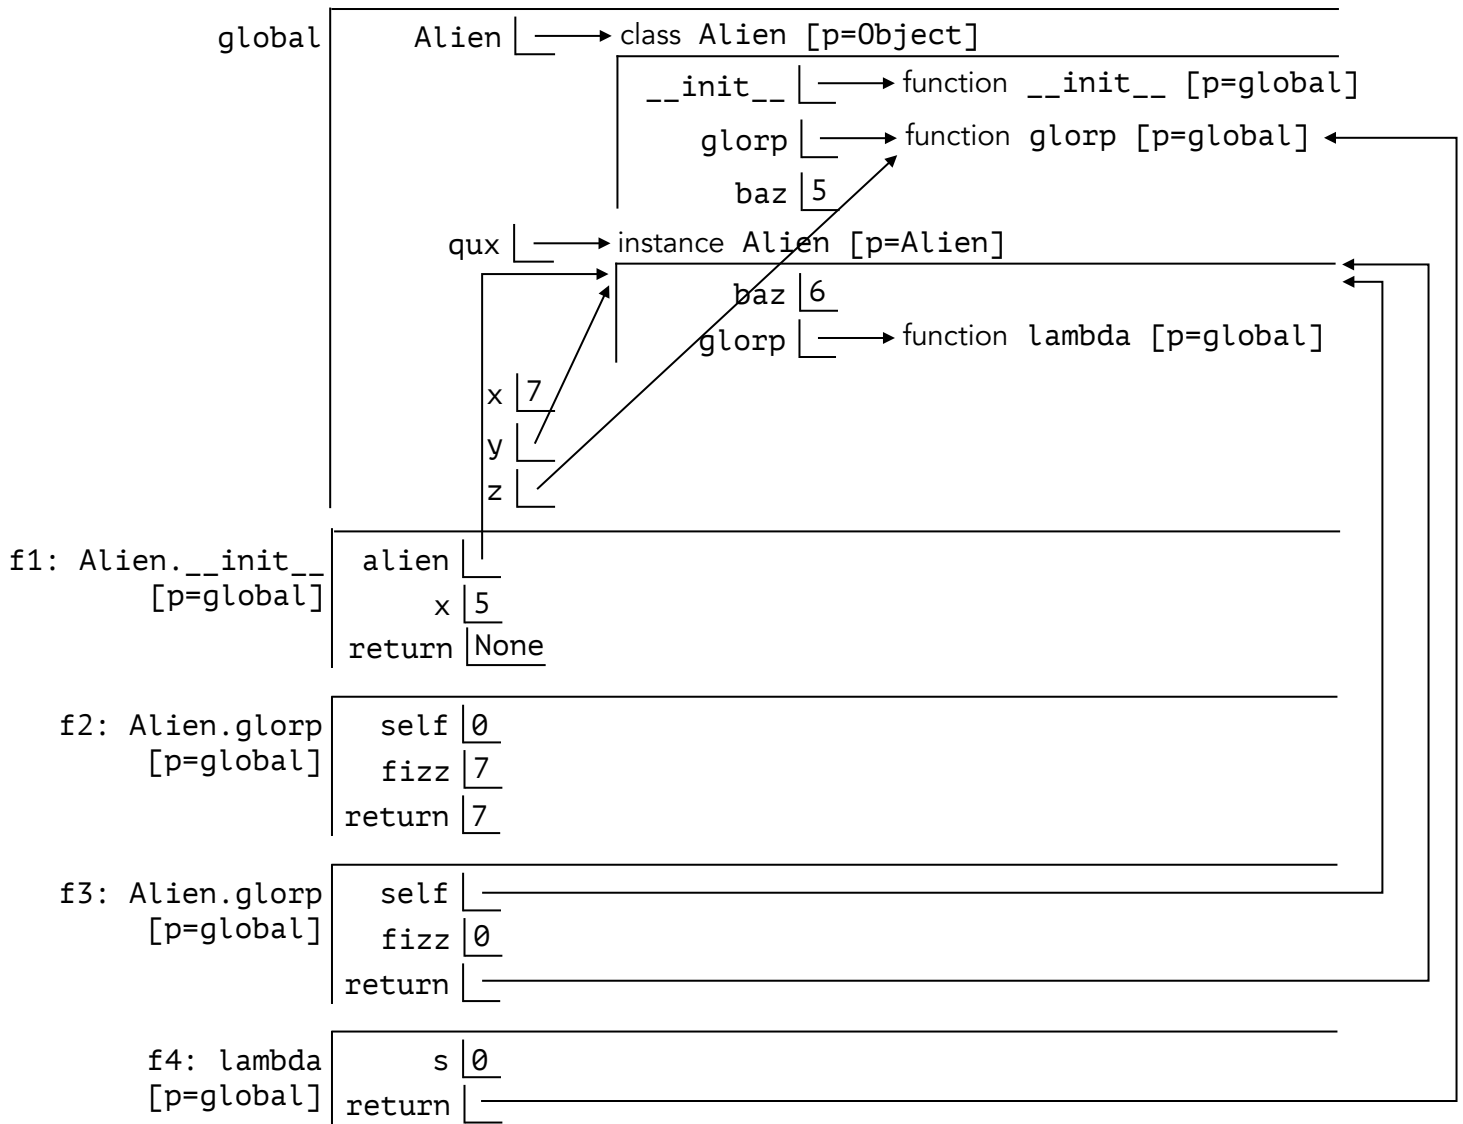 global Alien class Alien [p=Object]
__init__ function __init__ [p=global]
glorp function glorp [p=global]
baz 5
qux instance Alien [p=Alien]
baz 6
glorp function lambda [p=global]
x 7
y
z
f1: Alien.__init__ alien
[p=global] x 5
return None
f2: Alien.glorp self 0
[p=global] fizz 7
return 7
f3: Alien.glorp self
[p=global] fizz 0
return
f4: lambda s 0
[p=global] return